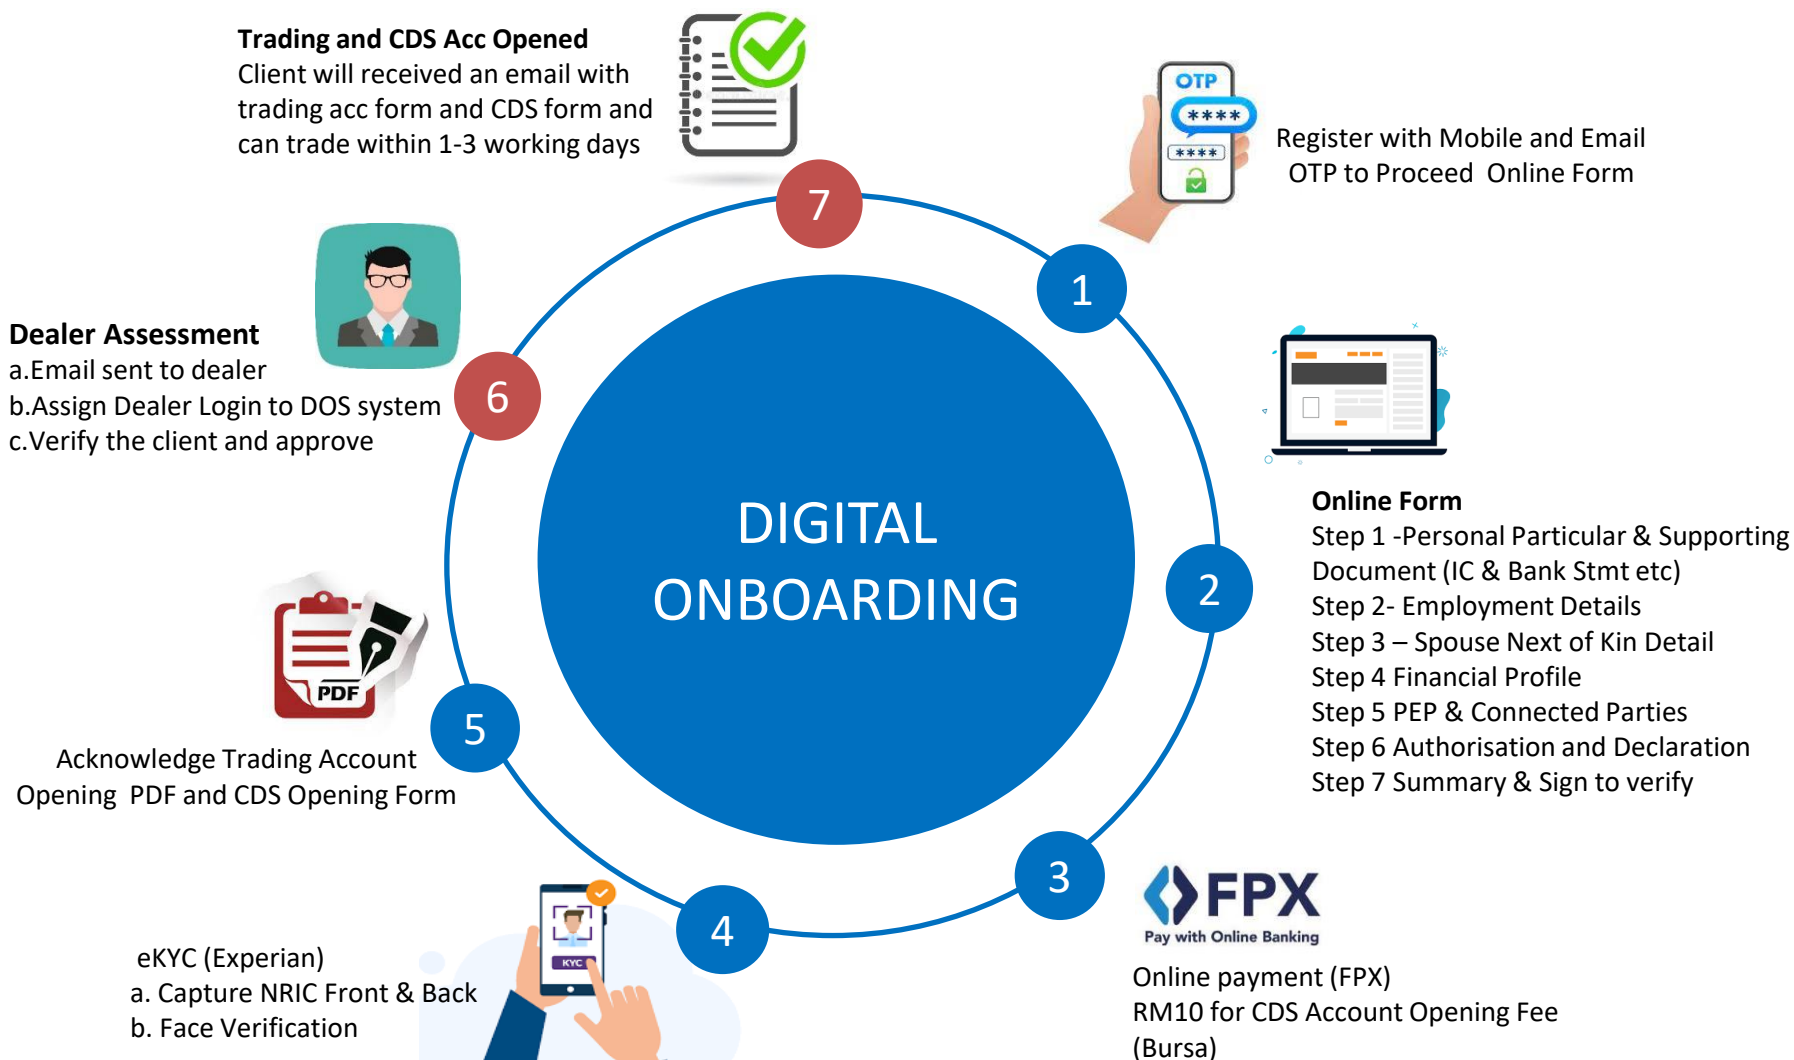 Trading and CDS Acc Opened
Client will received an email with
trading acc form and CDS form and
can trade within 1-3 working days
7
OTP
****
****
Register with Mobile and Email
OTP to Proceed  Online Form
1
Online Form
Step 1 -Personal Particular & Supporting
Document (IC & Bank Stmt etc)
Step 2- Employment Details
Step 3 – Spouse Next of Kin Detail
Step 4 Financial Profile
Step 5 PEP & Connected Parties
Step 6 Authorisation and Declaration
Step 7 Summary & Sign to verify
2
FPX
Pay with Online Banking
Online payment (FPX)
RM10 for CDS Account Opening Fee
(Bursa)
3
KYC
eKYC (Experian)
a. Capture NRIC Front & Back
b. Face Verification
4
PDF
Acknowledge Trading Account
Opening  PDF and CDS Opening Form
5
Dealer Assessment
a.Email sent to dealer
b.Assign Dealer Login to DOS system
c.Verify the client and approve
6
DIGITAL
ONBOARDING